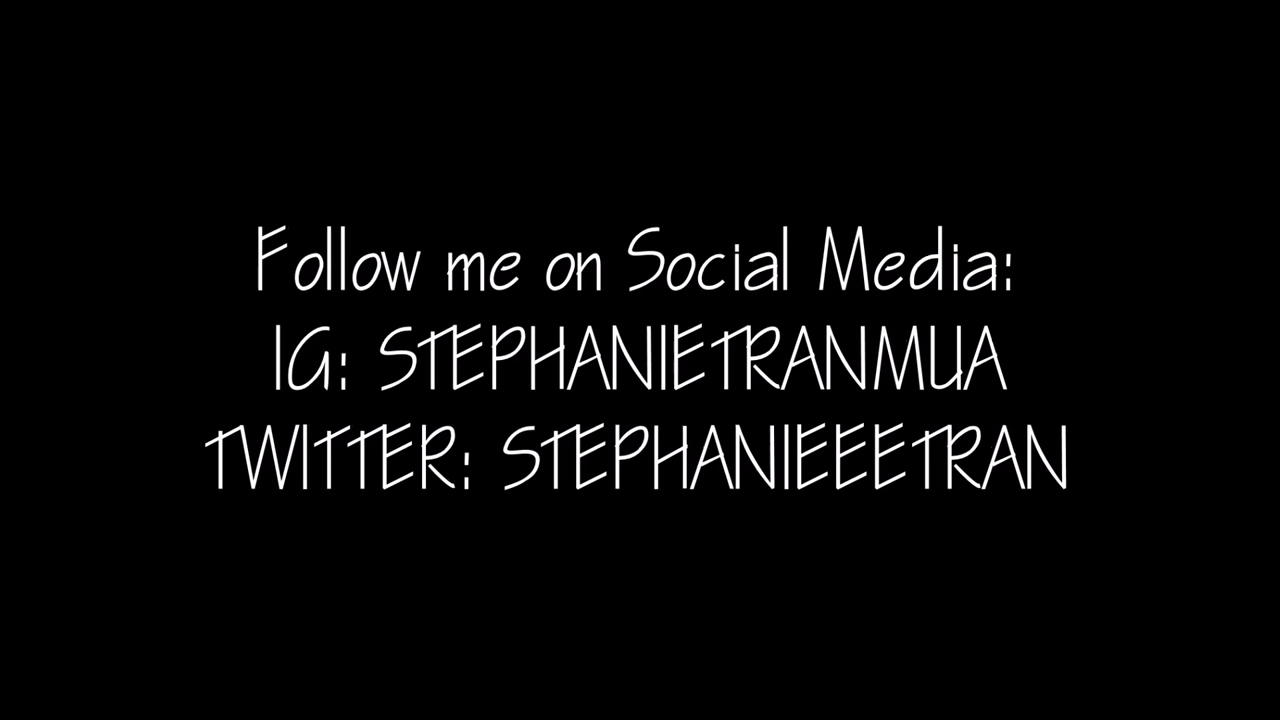 Follow me on Social Media:
IG: STEPHANIETRANMUA
TWITTER: STEPHANIEEETRAN